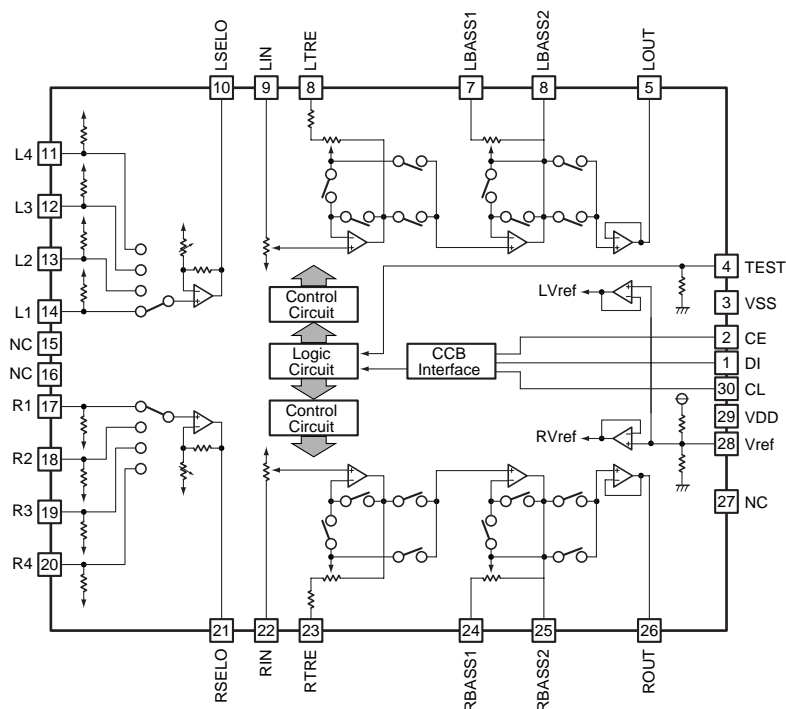 LSELO
LIN
LTRE
LBASS1
LBASS2
LOUT
10
9
8
7
8
5
L4 11
L3 12
L2 13
L1 14
NC 15
NC 16
R1 17
R2 18
R3 19
R4 20
Control
Circuit
Logic
Circuit
Control
Circuit
CCB
Interface
LVref
RVref
4 TEST
3 VSS
2 CE
1 DI
30 CL
29 VDD
28 Vref
27 NC
21
22
23
24
25
26
RSELO
RIN
RTRE
RBASS1
RBASS2
ROUT